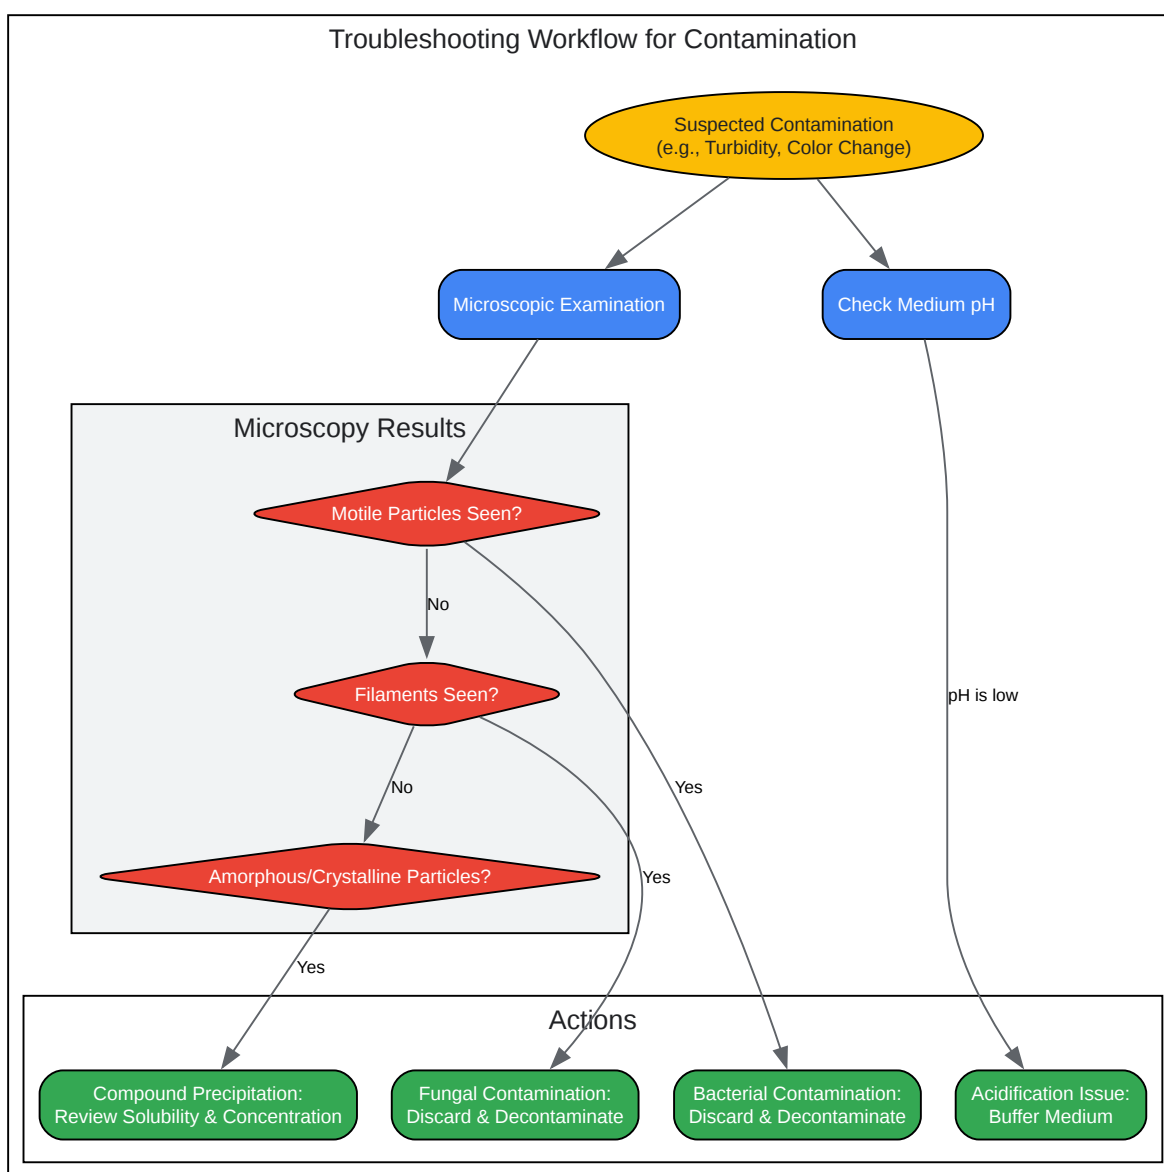 Troubleshooting Workflow for Contamination
Suspected Contamination
(e.g., Turbidity, Color Change)
Microscopic Examination
Check Medium pH
Microscopy Results
Motile Particles Seen?
No
Filaments Seen?
pH is low
No
Yes
Amorphous/Crystalline Particles?
Yes
Yes
Actions
Compound Precipitation:
Review Solubility & Concentration
Fungal Contamination:
Discard & Decontaminate
Bacterial Contamination:
Discard & Decontaminate
Acidification Issue:
Buffer Medium